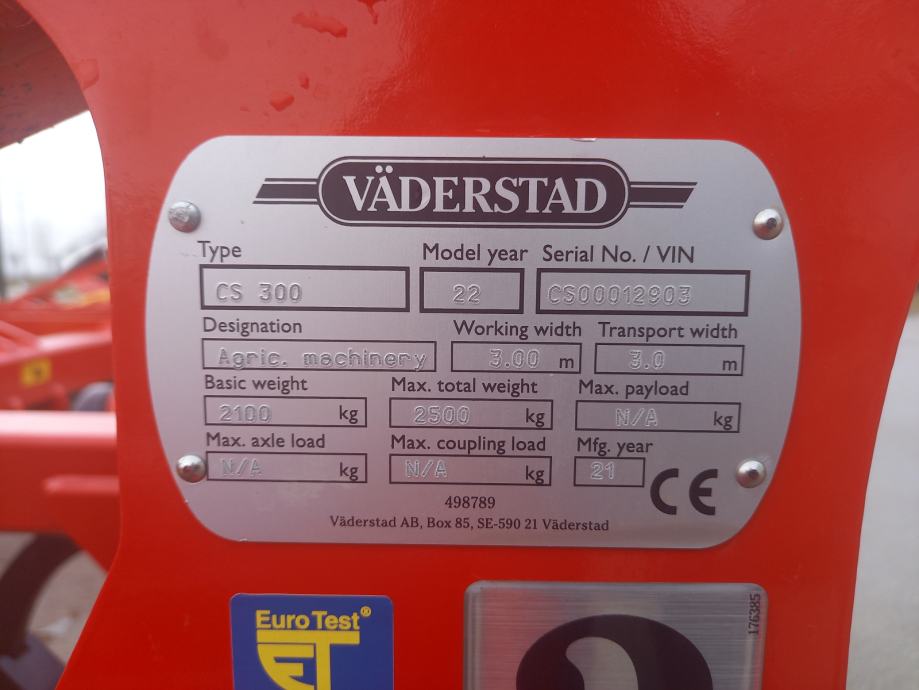 VÄDERSTAD
Type Model year Serial No. / VIN
CS 300 22 CS00012903
Designation Working width Transport width
Agric. machinery 3.00 m 3.0 m
Basic weight Max. total weight Max. payload
2100 kg 2500 kg N/A kg
Max. axle load Max. coupling load Mfg. year
N/A kg N/A kg 21 CE
498789
Väderstad AB, Box 85, SE-590 21 Väderstad
Euro Test®
ET
176385